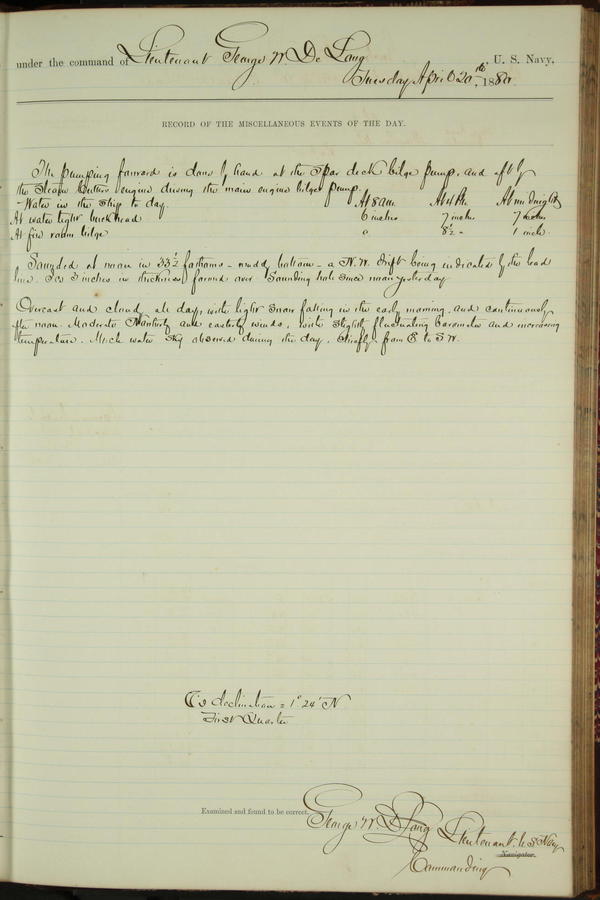 under the command of Lieutenant George W. De Long, U. S. Navy,
Tuesday April 20th, 1880.
RECORD OF THE MISCELLANEOUS EVENTS OF THE DAY.
The pumping forward is done by hand at the Spar deck bilge pump, and aft by
the Steam Cutter's engine driving the main engine bilge pump.
Water in the ship to day At 8 am At 4 Pm At midnight
At water tight bulkhead 6 inches 7 inches 7 inches
At fire room bilge 8½ " 1 inch.
Sounded at noon in 33½ fathoms - muddy bottom - a N.W. drift being indicated by the lead
line. Ice 3 inches in thickness formed over Sounding hole since noon yesterday
Overcast and cloudy all day, with light snow falling in the early morning, and continuously
after noon. Moderate Northerly and easterly winds, with slightly fluctuating barometer and increasing
temperature. Much water sky observed during the day, chiefly from E to S W.
☾'s declination = 1° 24' N
First Quarter
Examined and found to be correct.
George W. De Long Lieutenant U S Navy
Navigator.
Commanding